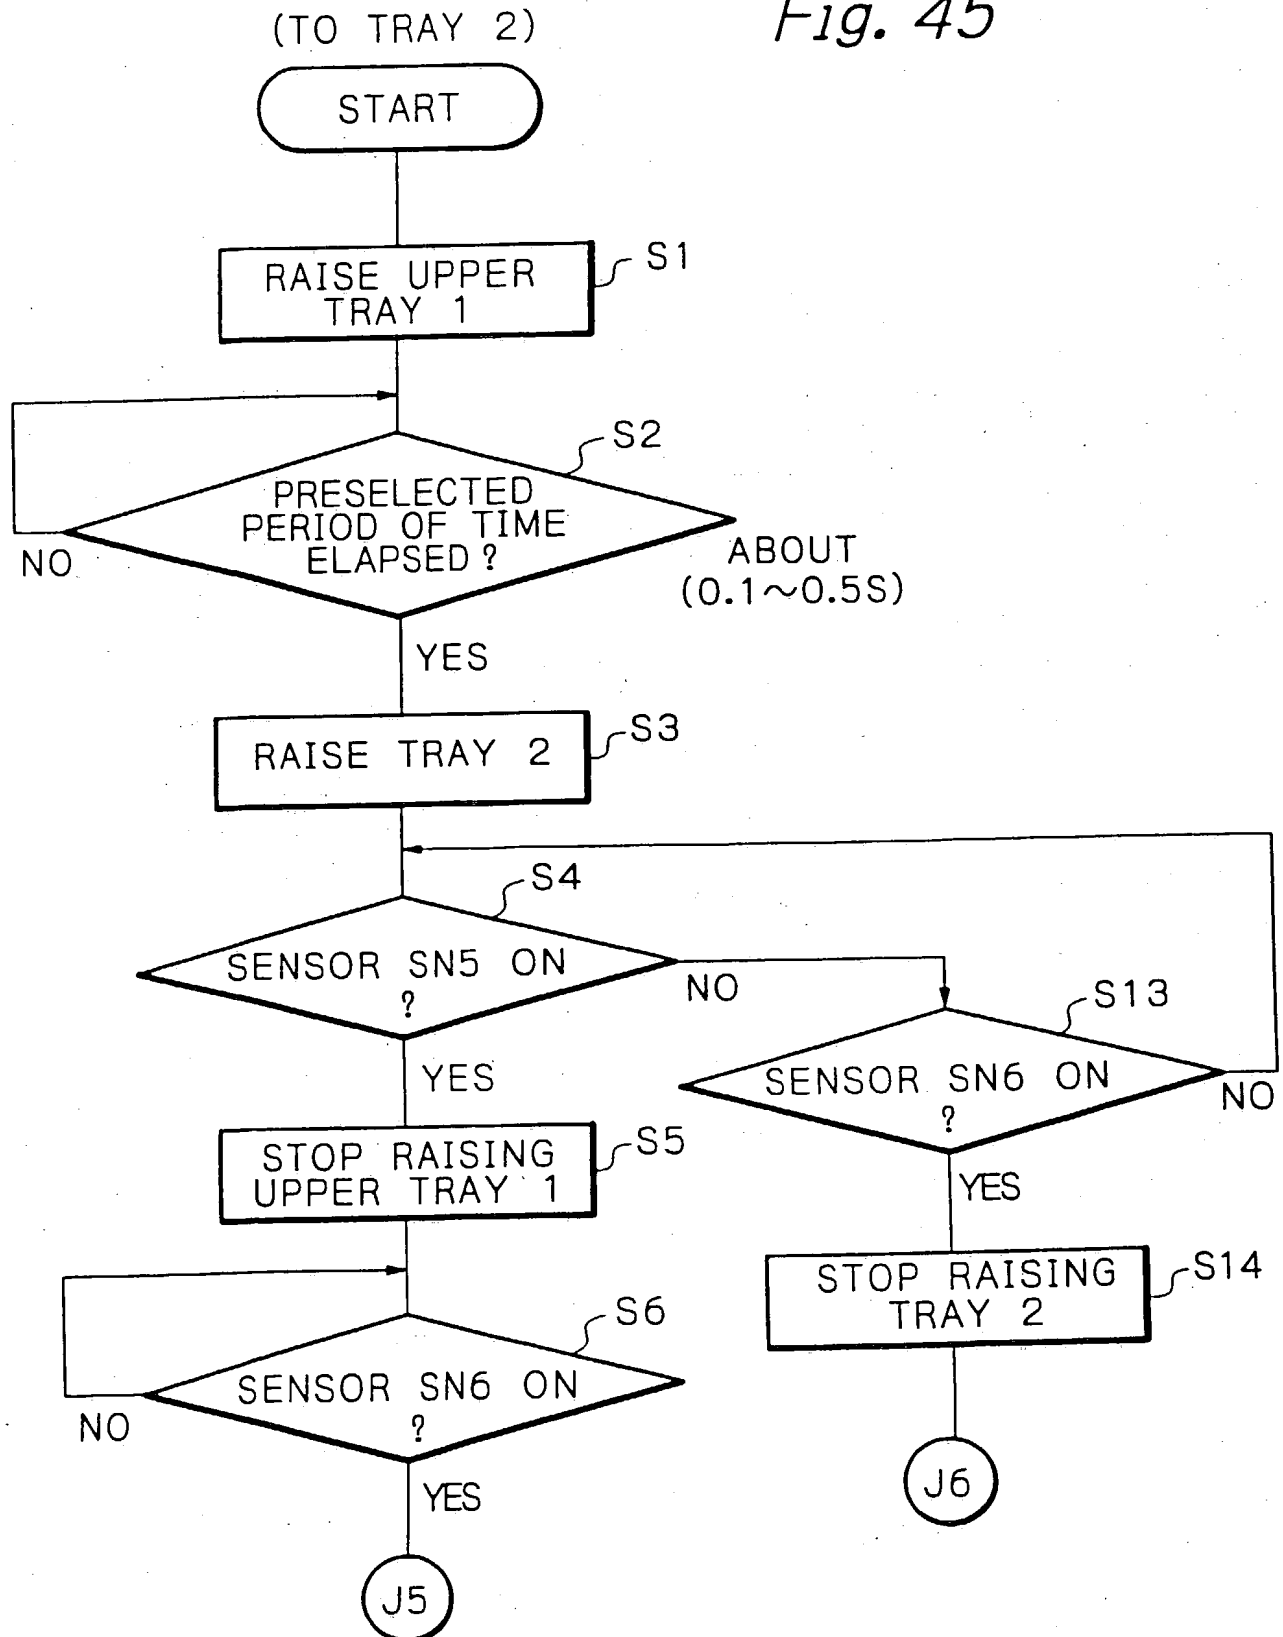 (TO TRAY 2)
Fig. 45
START
RAISE UPPER
TRAY 1
S1
S2
PRESELECTED
PERIOD OF TIME
ELAPSED ?
NO
ABOUT
(0.1~0.5S)
YES
RAISE TRAY 2
S3
S4
SENSOR SN5 ON
?
NO
S13
SENSOR SN6 ON
?
NO
YES
STOP RAISING
UPPER TRAY 1
S5
YES
STOP RAISING
TRAY 2
S14
S6
SENSOR SN6 ON
?
NO
J6
YES
J5